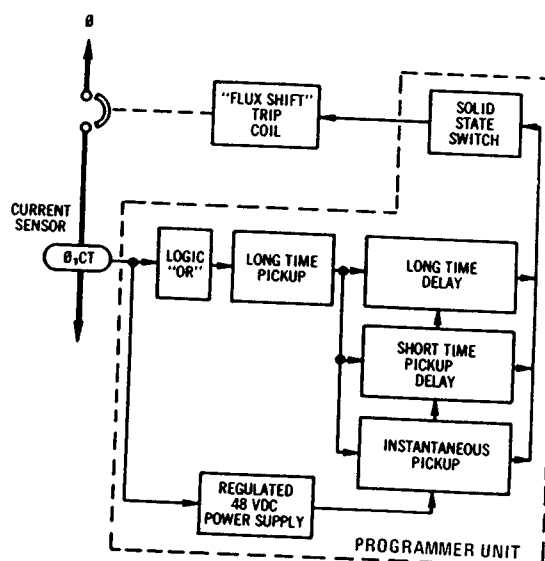 Ø
"FLUX SHIFT"
TRIP
COIL
SOLID
STATE
SWITCH
CURRENT
SENSOR
Ø,CT
LOGIC
"OR"
LONG TIME
PICKUP
LONG TIME
DELAY
SHORT TIME
PICKUP
DELAY
INSTANTANEOUS
PICKUP
REGULATED
48 VDC
POWER SUPPLY
PROGRAMMER UNIT